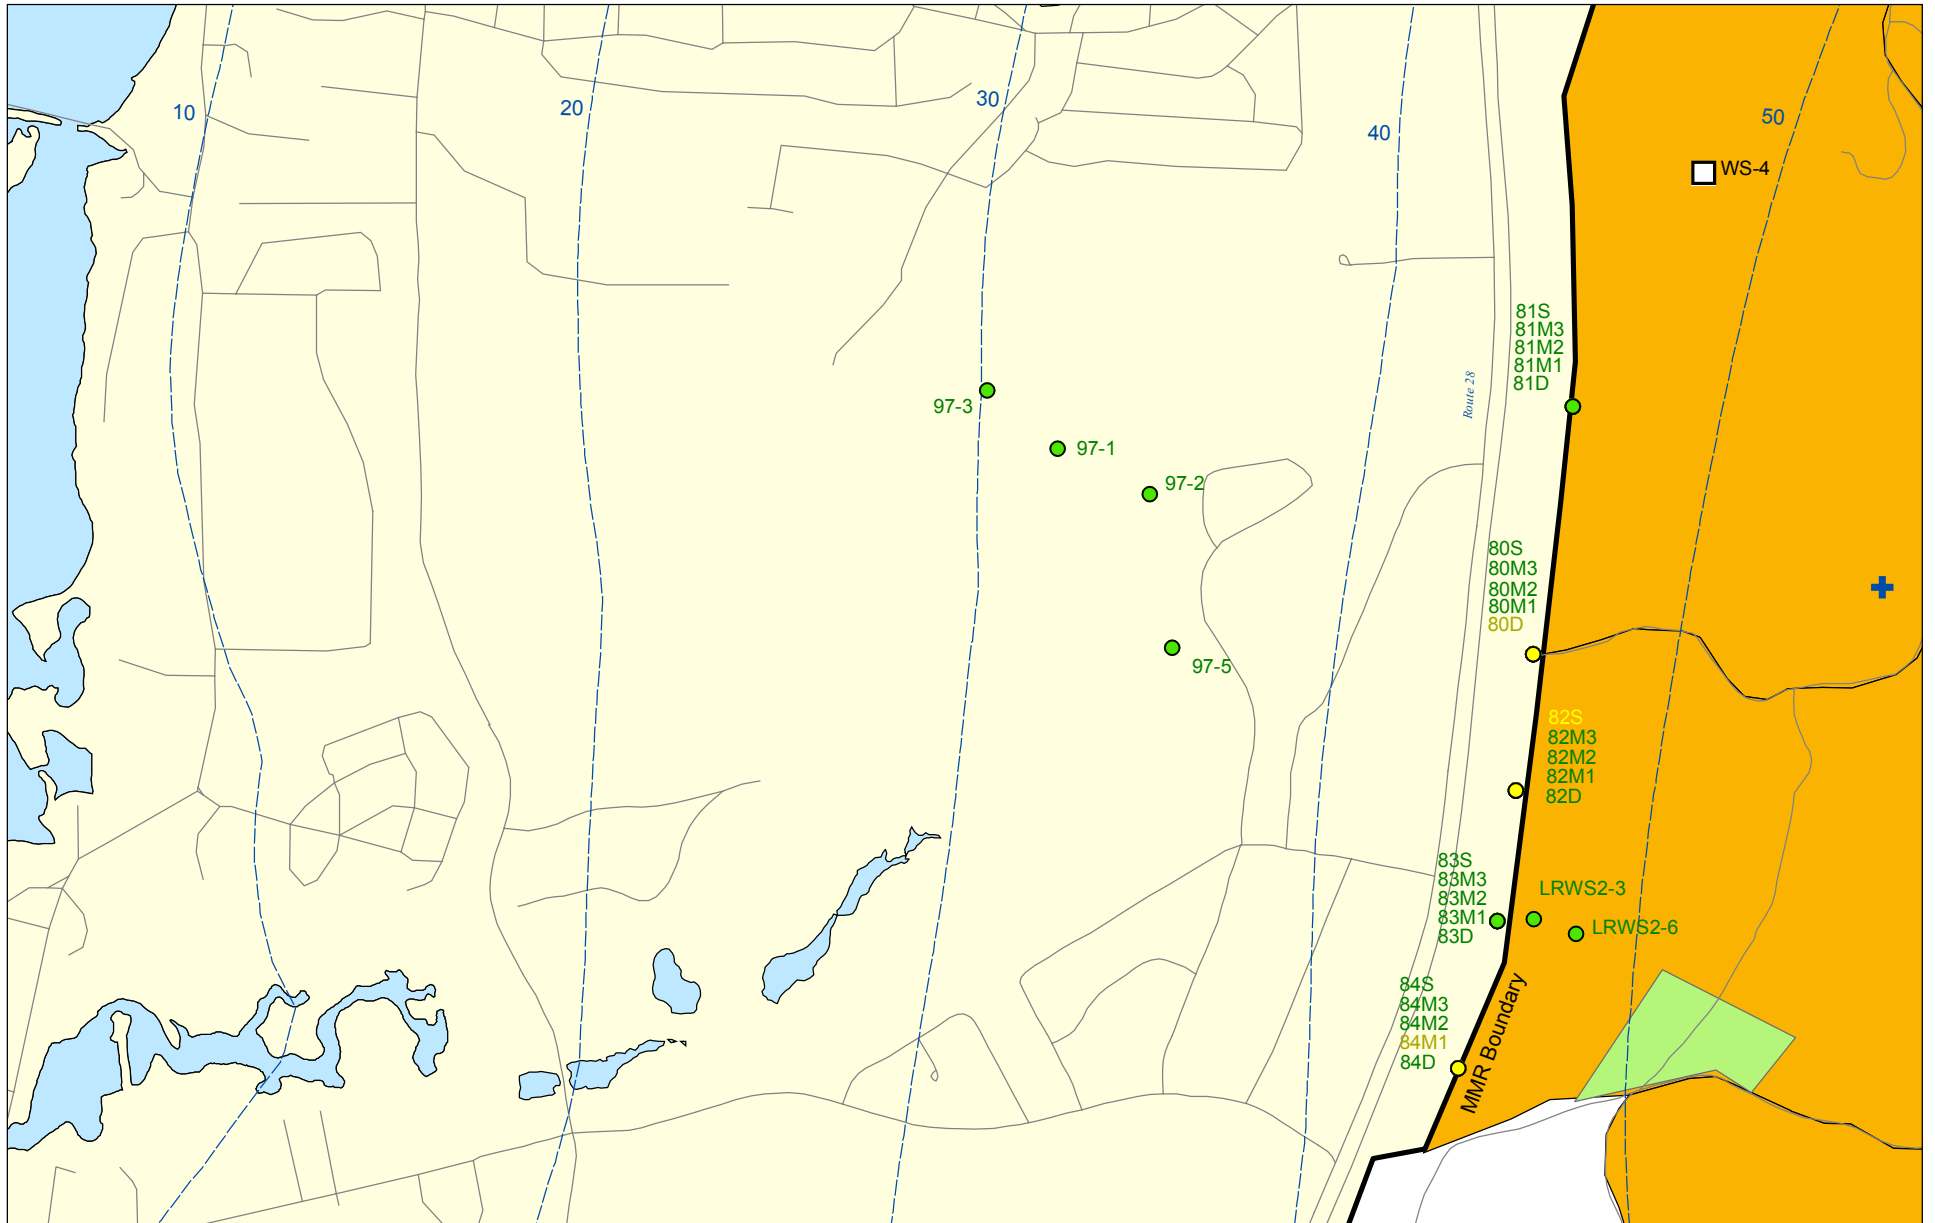 10
20
30
40
50
WS-4
81S
81M3
81M2
81M1
81D
Route 28
97-3
97-1
97-2
80S
80M3
80M2
80M1
80D
97-5
82S
82M3
82M2
82M1
82D
83S
83M3
83M2
83M1
83D
LRWS2-3
LRWS2-6
84S
84M3
84M2
84M1
84D
MMR Boundary